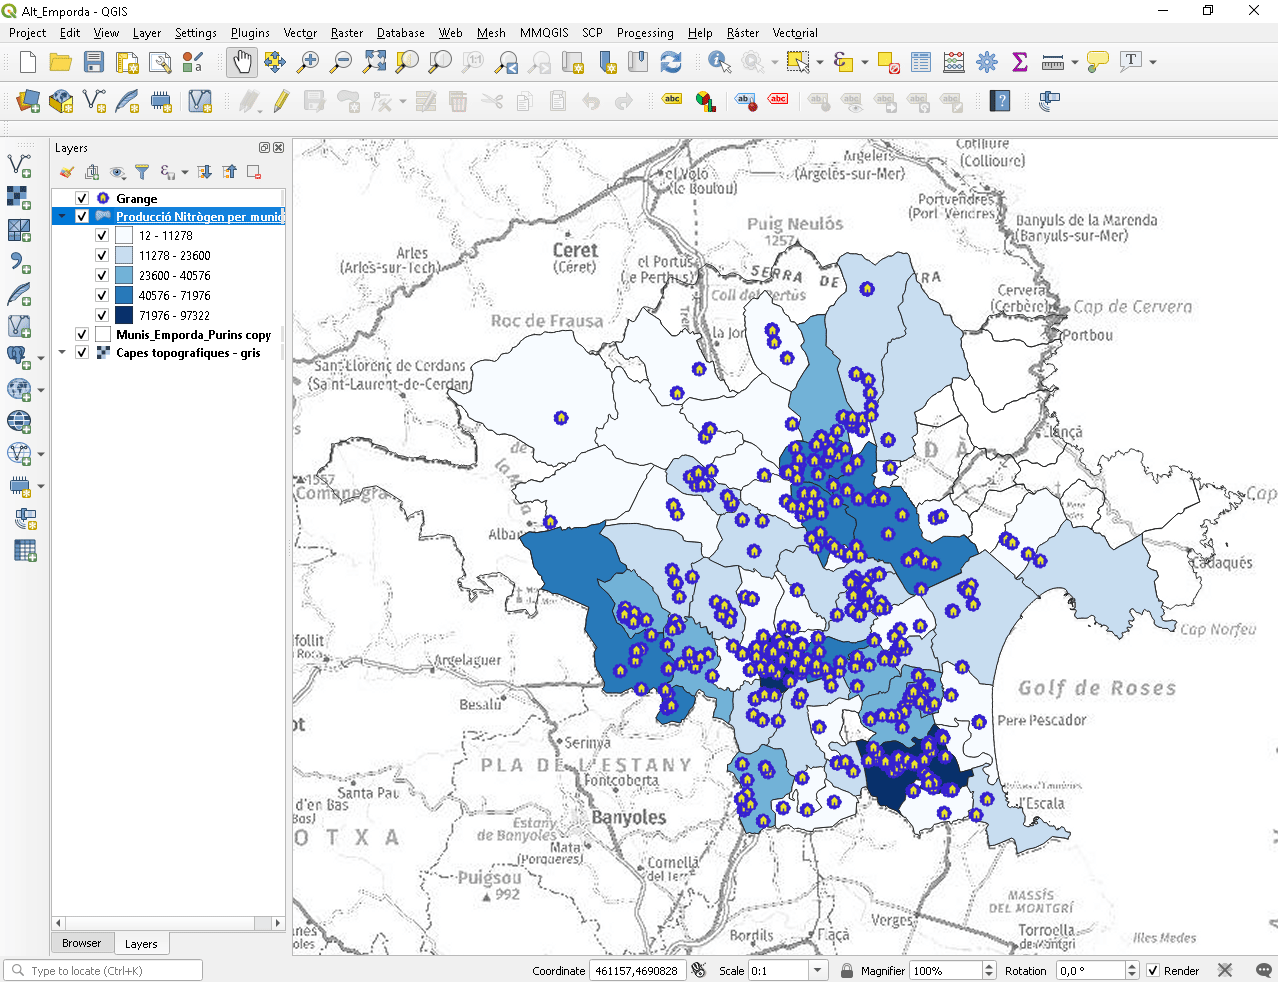 Alt_Emporda - QGIS
Project Edit View Layer Settings Plugins Vector Raster Database Web Mesh MMQGIS SCP Processing Help Ráster Vectorial
Layers
Grange
Producció Nitrògen per munic
12 - 11278
11278 - 23600
23600 - 40576
40576 - 71976
71976 - 97322
Munis_Emporda_Purins copy
Capes topografiques - gris
Cotlliure
(Collioure)
Argelers
(Argelès-sur-Mer)
el Voló
(le Boulou)
Portvendres
(Port-Vendres)
Banyuls de la Marenda
(Banyuls-sur-Mer)
Puig Neulós
1257
Ceret
(Céret)
Arles
(Arles-sur-Tech)
el Portús
(le Perthus)
SERRA DE
RA
Coll del Pertús
Cervera
(Cerbère)
Cap de Cervera
Portbou
Roc de Frausa
la Jon
Sant Llorenç de Cerdans
(Saint-Laurent-de-Cerdan
Llançà
de
la
1557
Comanegra
Cap
Alba
Cadaqués
Cap Norfeu
Argelaguer
Golf de Roses
Besalú
Pere Pescador
Serinyà
PLA DE L'ESTANY
Fontcoberta
Santa Pau
l'Escala
d'en Bas
Bas)
Banyoles
Estany
de Banyoles
OTXA
Mata
(Porqueres)
Cornellà
del Terri
Puigsou
992
MASSÍS
DEL MONTGRÍ
Verges
Bordils
Flaçà
Torroella
de Montgrí
Illes Medes
Browser Layers
Type to locate (Ctrl+K)
Coordinate 461157,4690828 Scale 0:1 Magnifier 100% Rotation 0,0 ° Render